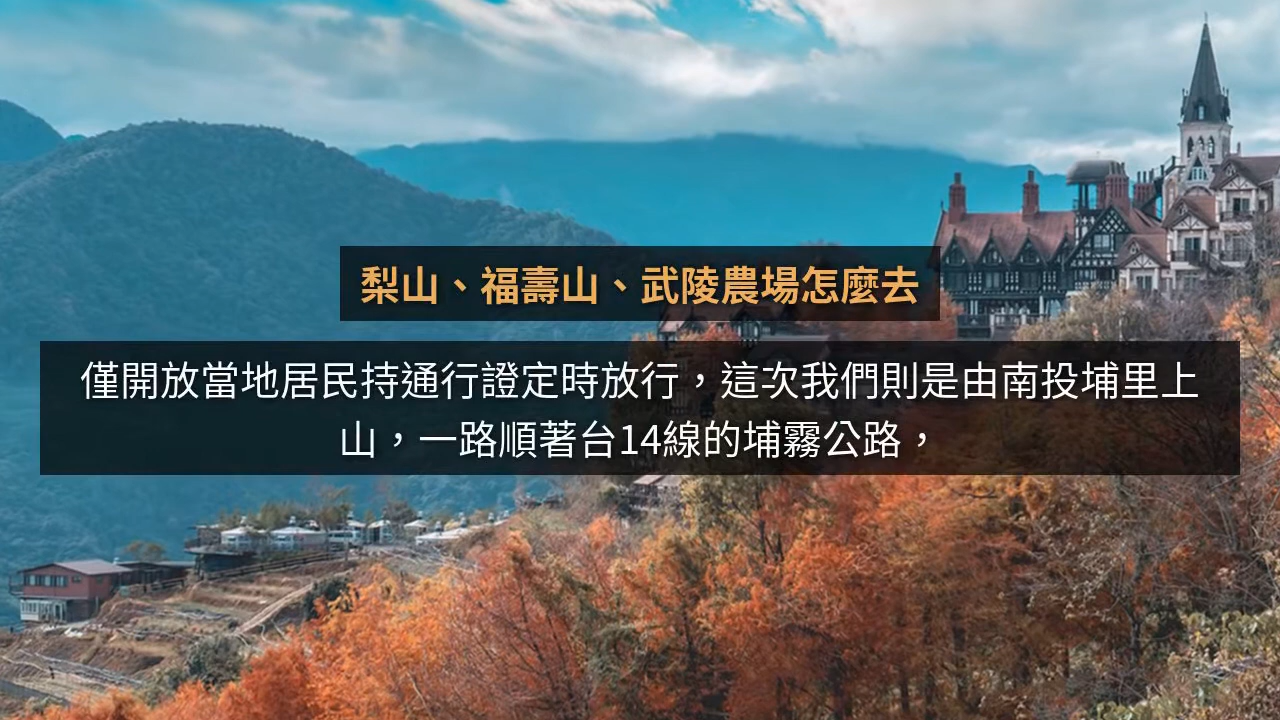 梨山、福壽山、武陵農場怎麼去
僅開放當地居民持通行證定時放行，這次我們則是由南投埔里上
山，一路順著台14線的埔霧公路，